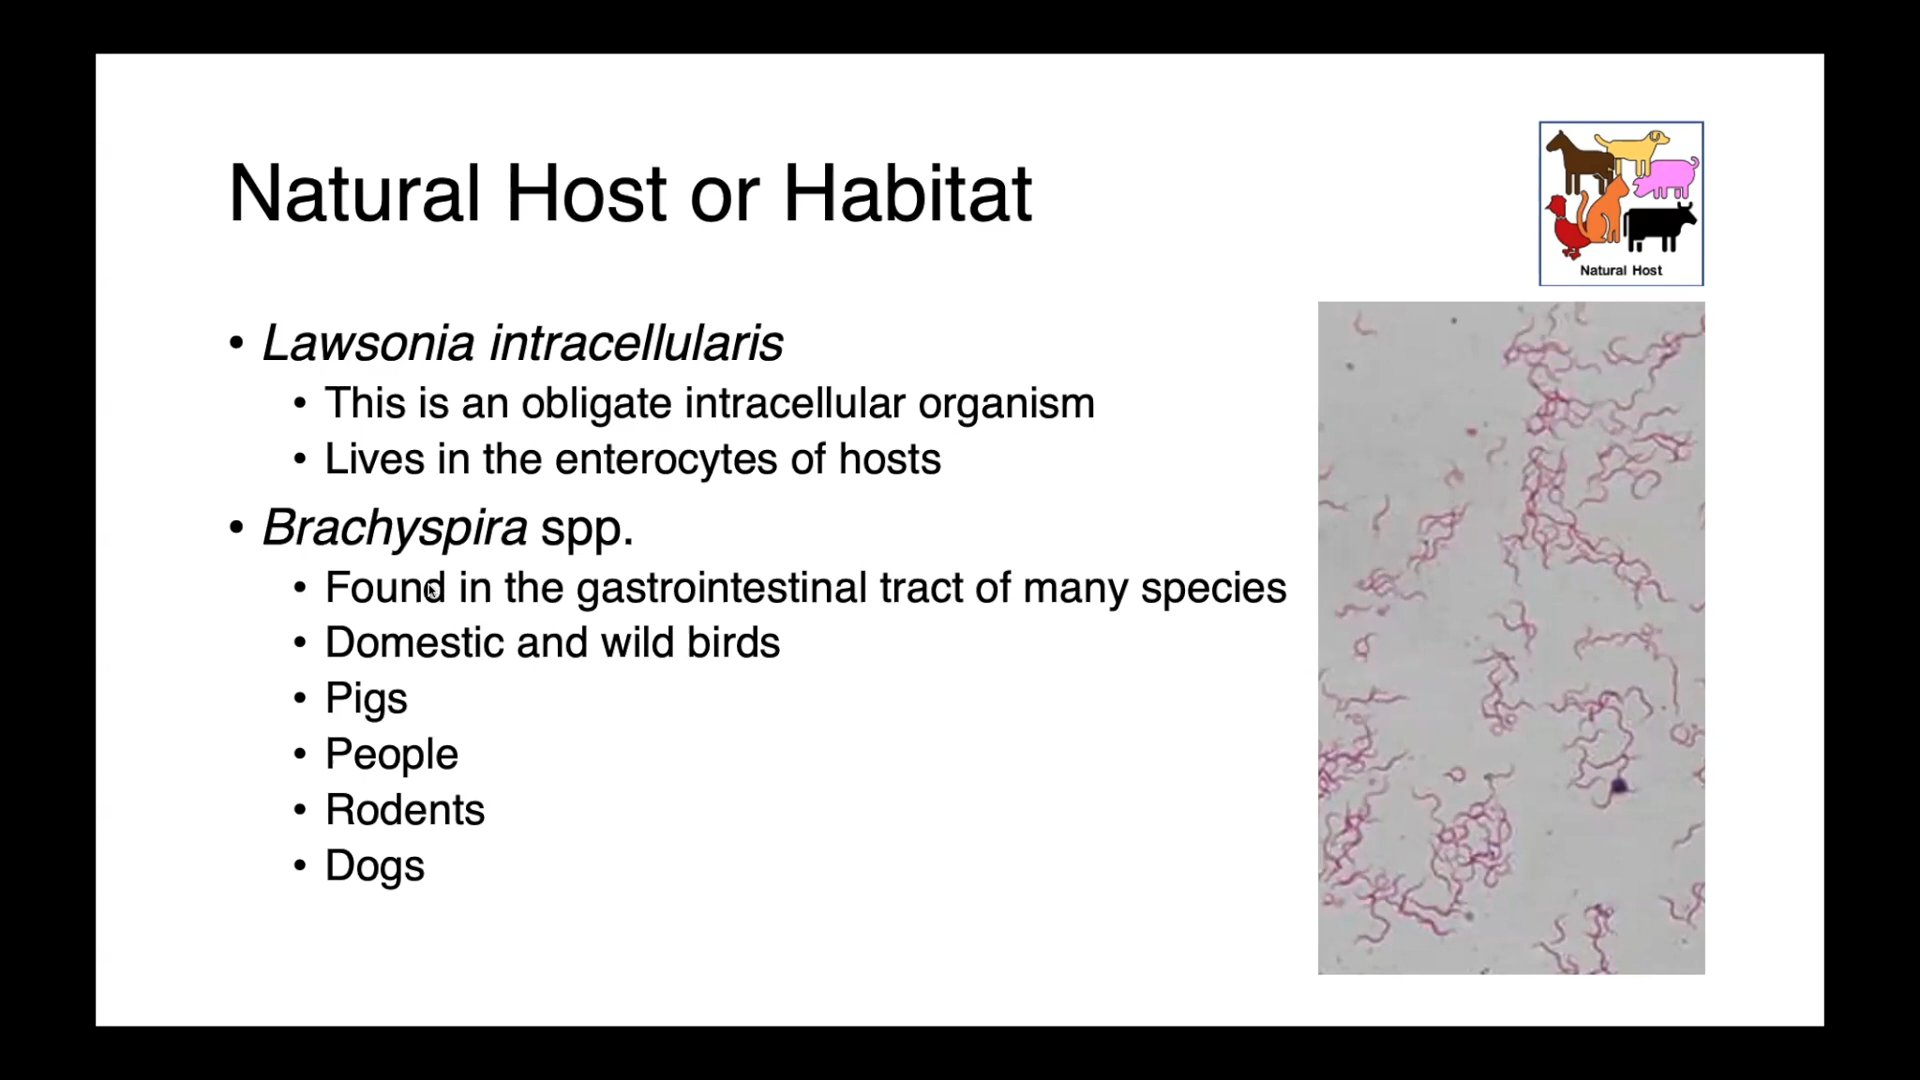 Natural Host or Habitat
Natural Host
• Lawsonia intracellularis
• This is an obligate intracellular organism
• Lives in the enterocytes of hosts
• Brachyspira spp.
• Found in the gastrointestinal tract of many species
• Domestic and wild birds
• Pigs
• People
• Rodents
• Dogs